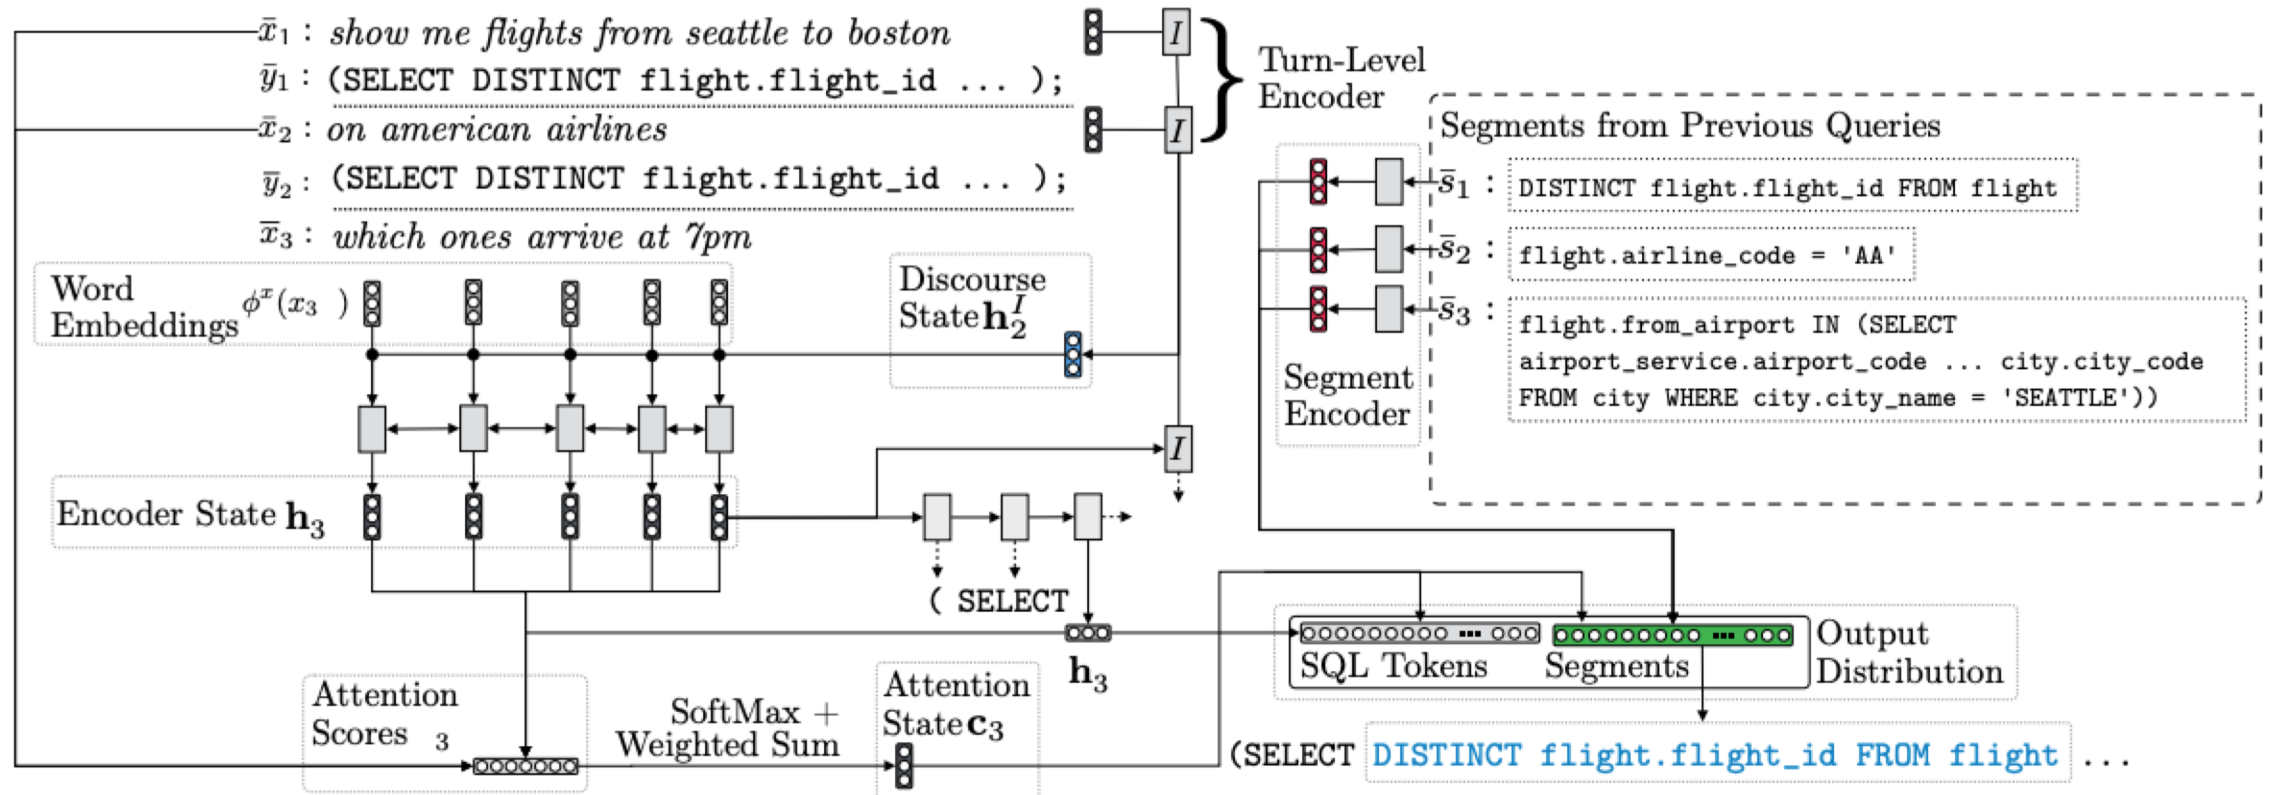 x̄₁ : show me flights from seattle to boston
ȳ₁ : (SELECT DISTINCT flight.flight_id ... );
x̄₂ : on american airlines
ȳ₂ : (SELECT DISTINCT flight.flight_id ... );
x̄₃ : which ones arrive at 7pm
I
I
Turn-Level
Encoder
Segments from Previous Queries
s̄₁ : DISTINCT flight.flight_id FROM flight
s̄₂ : flight.airline_code = 'AA'
s̄₃ : flight.from_airport IN (SELECT
airport_service.airport_code ... city.city_code
FROM city WHERE city.city_name = 'SEATTLE'))
Segment
Encoder
Word
Embeddings ϕˣ(x₃ )
Discourse
State h₂ᴵ
I
Encoder State h₃
( SELECT
h₃
SQL Tokens
Segments
Output
Distribution
Attention
Scores ₃
SoftMax +
Weighted Sum
Attention
State c₃
(SELECT DISTINCT flight.flight_id FROM flight ...